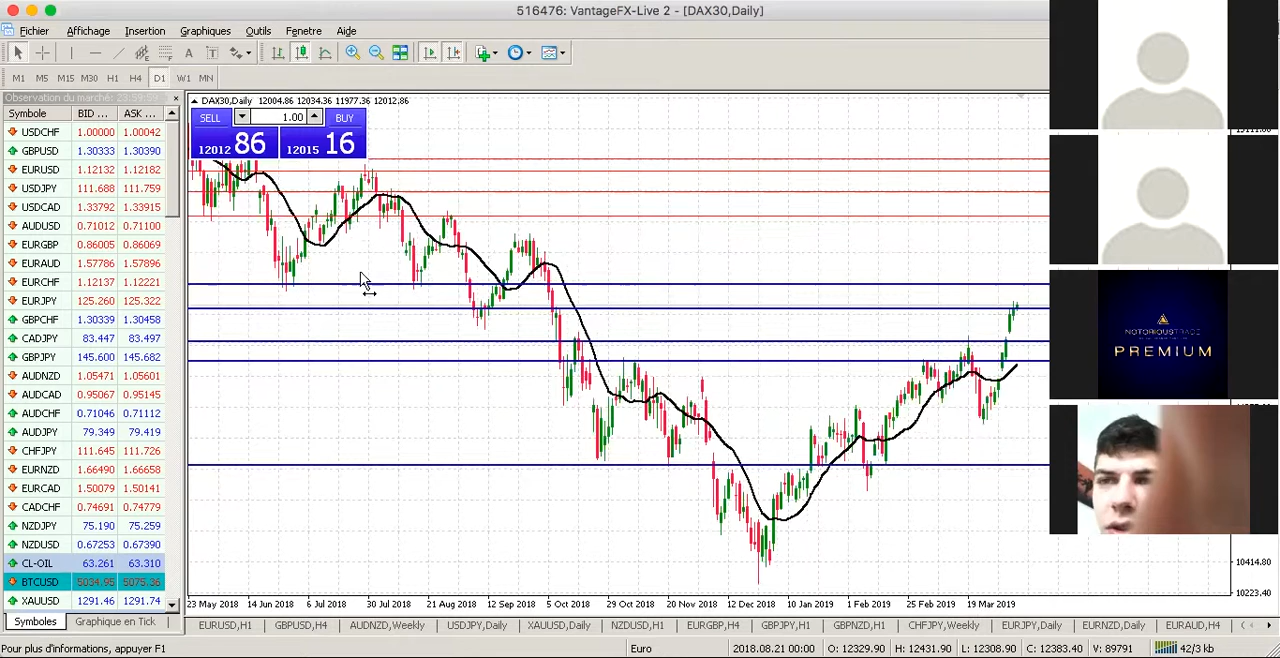 516476: VantageFX-Live 2 - [DAX30,Daily]
Fichier Affichage Insertion Graphiques Outils Fenetre Aide
M1 M5 M15 M30 H1 H4 D1 W1 MN
Observation du marché: 23:59:59
Symbole BID ... ASK ...
USDCHF 1.00000 1.00042
GBPUSD 1.30333 1.30390
EURUSD 1.12132 1.12182
USDJPY 111.688 111.759
USDCAD 1.33792 1.33915
AUDUSD 0.71012 0.71100
EURGBP 0.86005 0.86069
EURAUD 1.57786 1.57896
EURCHF 1.12137 1.12221
EURJPY 125.260 125.322
GBPCHF 1.30339 1.30458
CADJPY 83.447 83.497
GBPJPY 145.600 145.682
AUDNZD 1.05471 1.05601
AUDCAD 0.95067 0.95145
AUDCHF 0.71046 0.71112
AUDJPY 79.349 79.419
CHFJPY 111.645 111.726
EURNZD 1.66490 1.66658
EURCAD 1.50079 1.50141
CADCHF 0.74691 0.74779
NZDJPY 75.190 75.259
NZDUSD 0.67253 0.67390
CL-OIL 63.261 63.310
BTCUSD 5034.95 5075.36
XAUUSD 1291.46 1291.74
Symboles Graphique en Tick
DAX30,Daily 12004.86 12034.36 11977.36 12012.86
SELL 1.00 BUY
12012 86 12015 16
10414.80
10223.40
23 May 2018 14 Jun 2018 6 Jul 2018 30 Jul 2018 21 Aug 2018 12 Sep 2018 5 Oct 2018 29 Oct 2018 20 Nov 2018 12 Dec 2018 10 Jan 2019 1 Feb 2019 25 Feb 2019 19 Mar 2019
EURUSD,H1 GBPUSD,H4 AUDNZD,Weekly USDJPY,Daily XAUUSD,Daily NZDUSD,H1 EURGBP,H4 GBPJPY,H1 GBPNZD,H1 CHFJPY,Weekly EURJPY,Daily EURNZD,Daily EURAUD,H4
Pour plus d'informations, appuyer F1 Euro 2018.08.21 00:00 O: 12329.90 H: 12431.90 L: 12308.90 C: 12383.40 V: 89791 42/3 kb
NOTORIOUSTRADE
PREMIUM